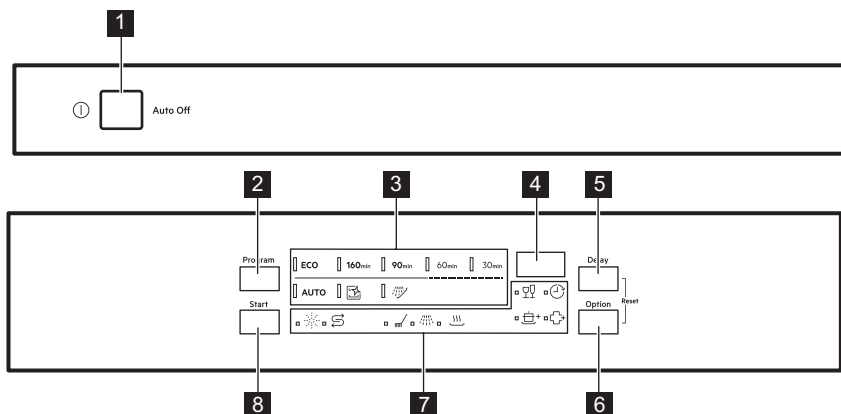 1
Auto Off
2
3
4
5
Program
ECO 160min 90min 60min 30min
Delay
AUTO
Start
Option
Reset
8
7
6